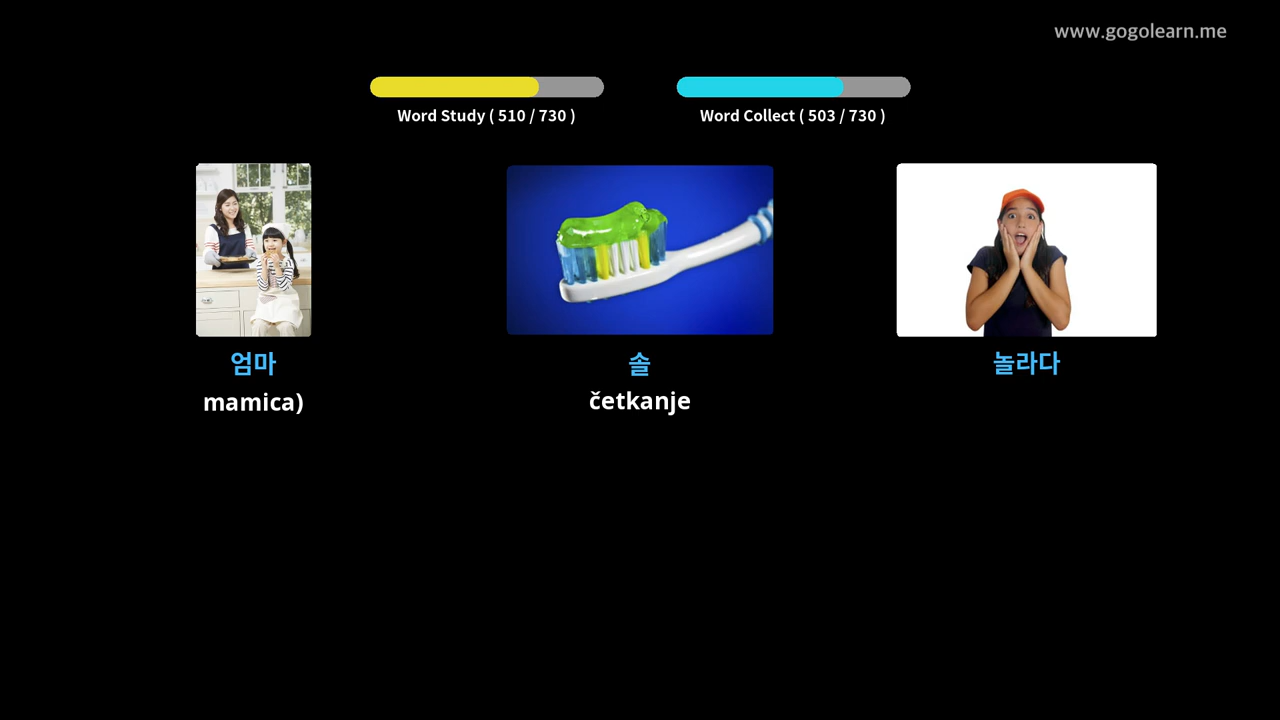 www.gogolearn.me
Word Study ( 510 / 730 )
Word Collect ( 503 / 730 )
엄마
mamica)
솔
četkanje
놀라다